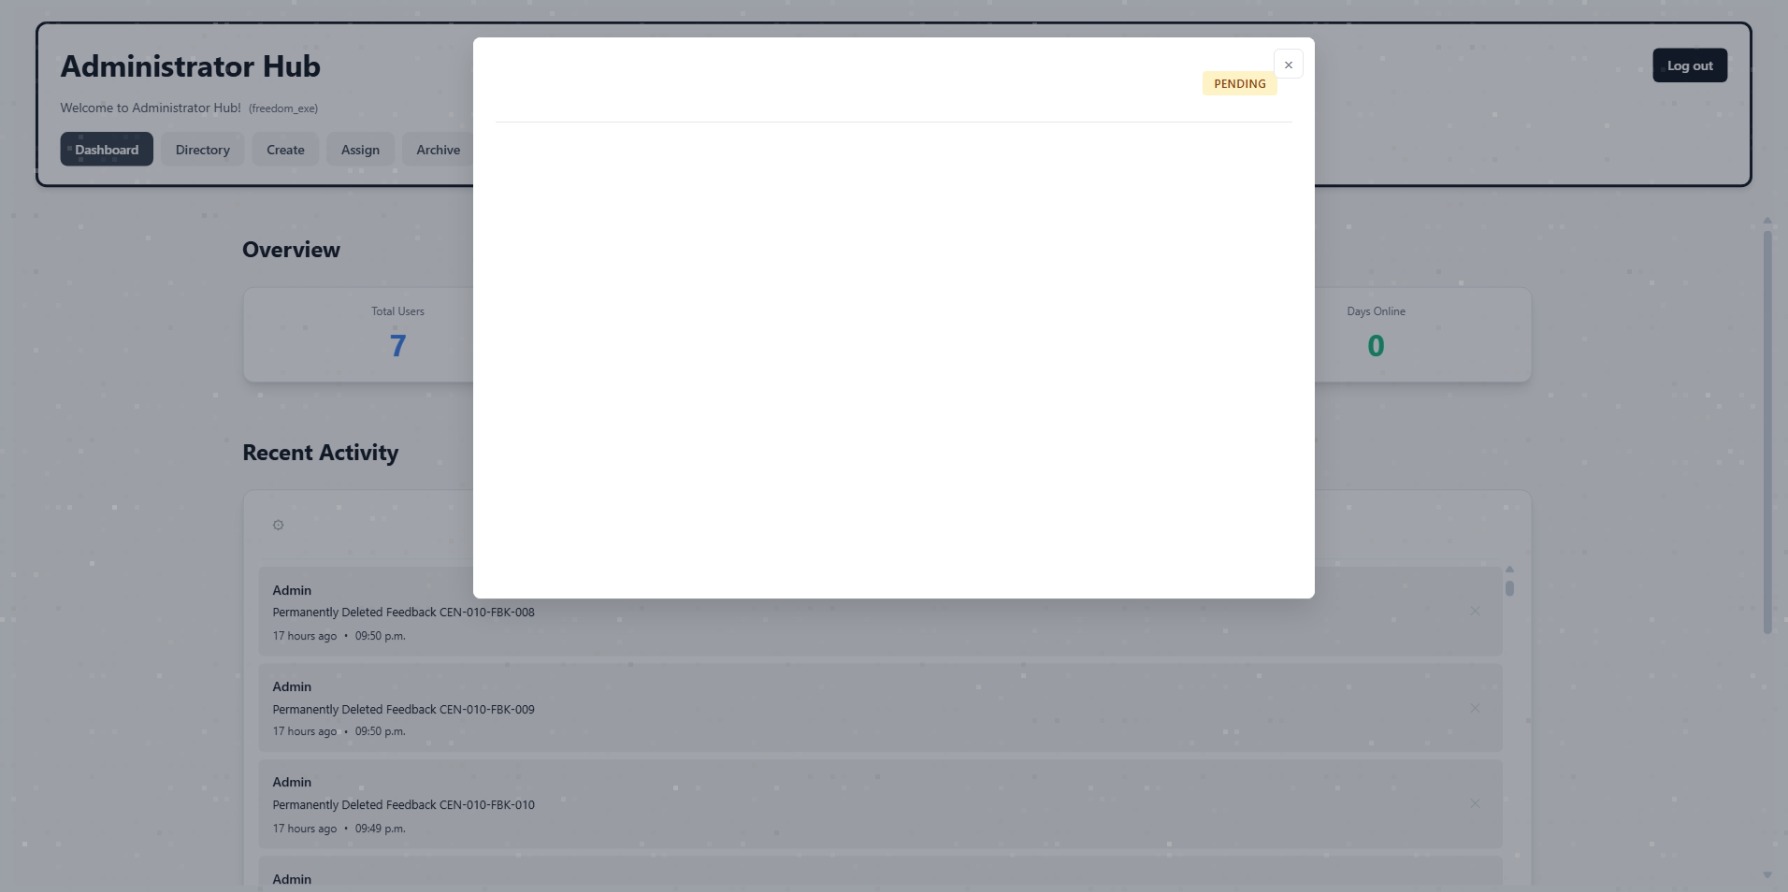 Administrator Hub
Log out
Welcome to Administrator Hub! (freedom_exe)
Dashboard Directory Create Assign Archive
×
PENDING
Overview
Total Users
7
Days Online
0
Recent Activity
Admin
Permanently Deleted Feedback CEN-010-FBK-008
17 hours ago • 09:50 p.m.
Admin
Permanently Deleted Feedback CEN-010-FBK-009
17 hours ago • 09:50 p.m.
Admin
Permanently Deleted Feedback CEN-010-FBK-010
17 hours ago • 09:49 p.m.
Admin